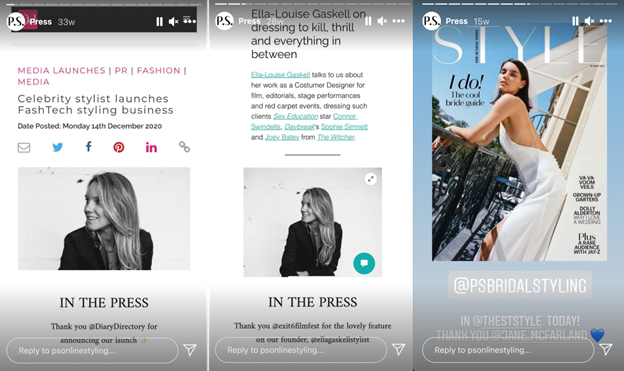 P.S.
Press 33w
MEDIA LAUNCHES | PR | FASHION |
MEDIA
Celebrity stylist launches
FashTech styling business
Date Posted: Monday 14th December 2020
IN THE PRESS
Thank you @DiaryDirectory for
announcing our launch ✨
Reply to psonlinestyling...
P.S.
Press 28w
Ella-Louise Gaskell on
dressing to kill, thrill
and everything in
between
Ella-Louise Gaskell talks to us about
her work as a Costumer Designer for
film, editorials, stage performances
and red carpet events, dressing such
clients Sex Education star Connor
Swindells, Daybreak's Sophie Simnett
and Joey Batey from The Witcher.
IN THE PRESS
Thank you @exit6filmfest for the lovely feature
on our founder, @ellagaskellstylist
Reply to psonlinestyling...
P.S.
Press 15w
STYLE
I do!
The cool
bride guide
VA-VA-
VOOM
VEILS
GROWN-UP
GARTERS
DOLLY
ALDERTON
WHY I LOVE
A WEDDING
Plus
A RARE
AUDIENCE
WITH JAY-Z
@PSBRIDALSTYLING
IN @THESTSTYLE TODAY!
THANK YOU @JANE_MCFARLAND 💙
Reply to psonlinestyling...